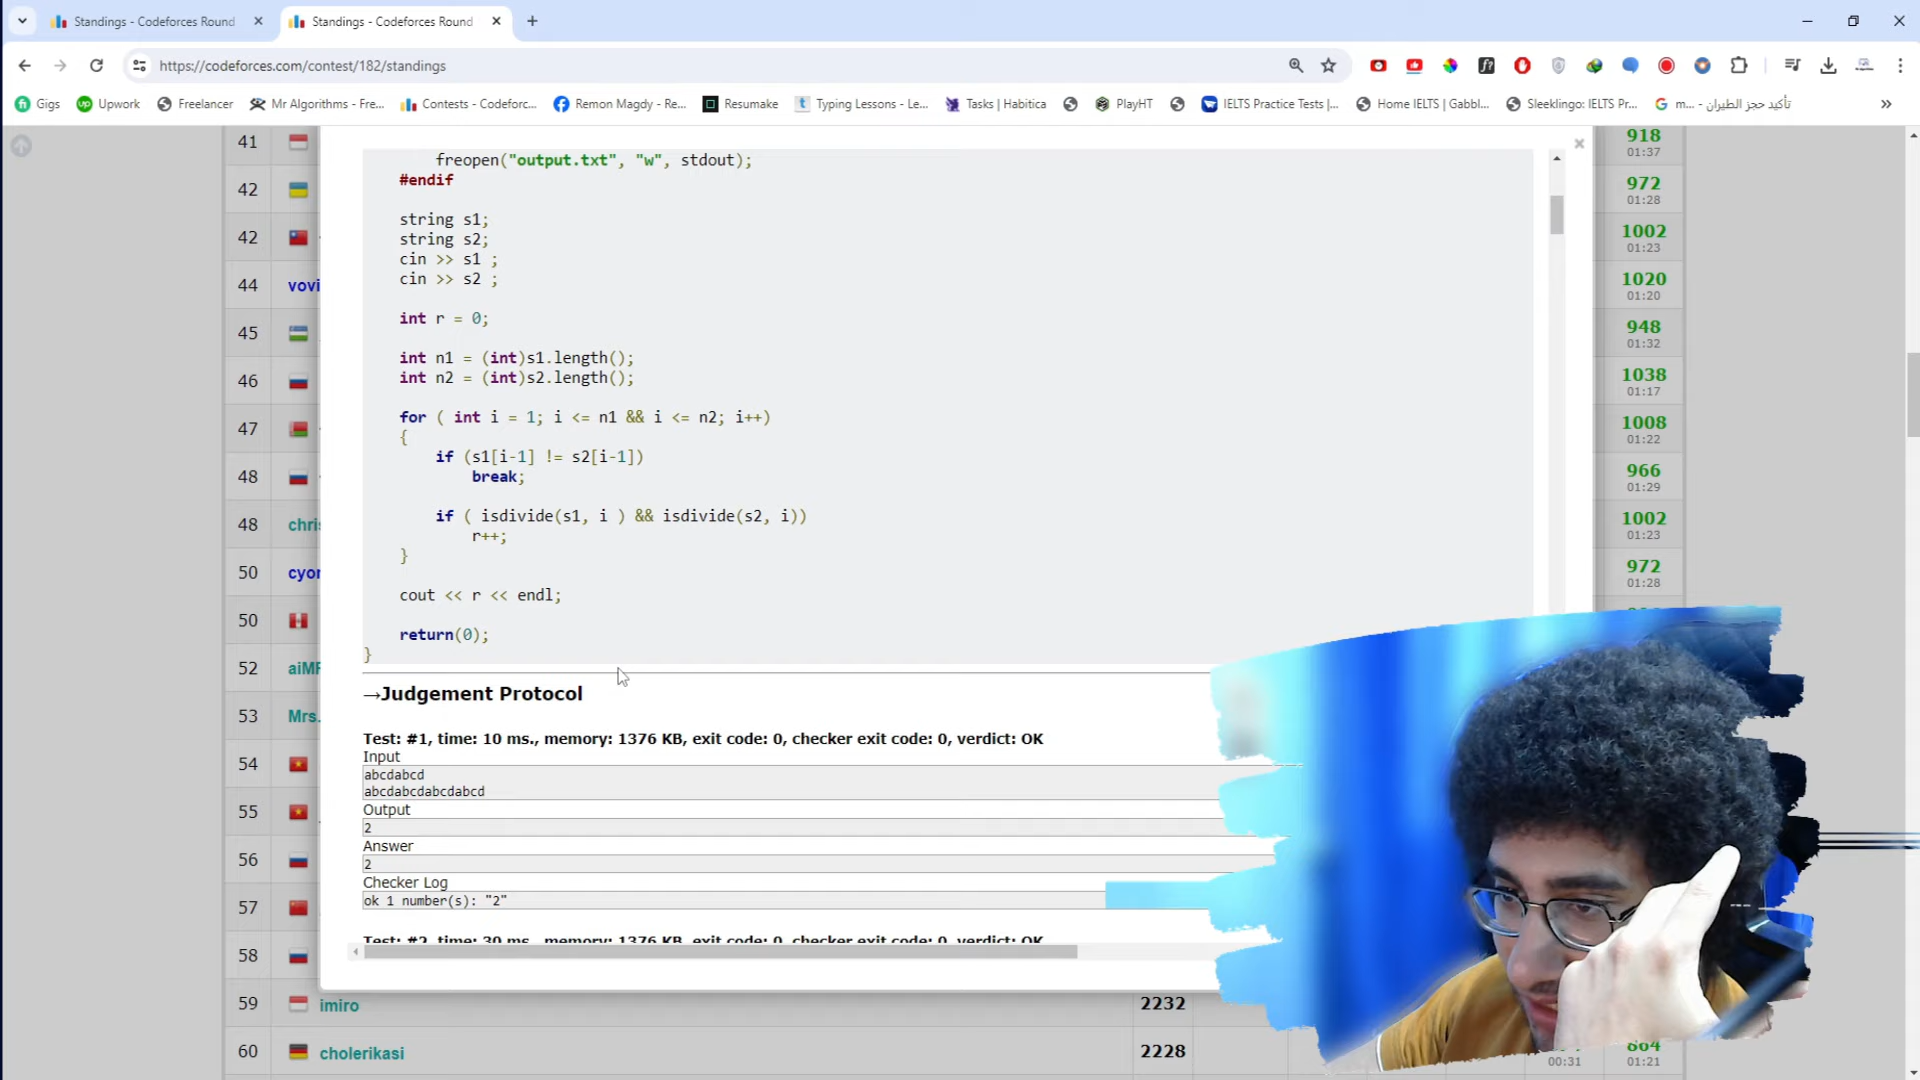 Standings - Codeforces Round
Standings - Codeforces Round
https://codeforces.com/contest/182/standings
Gigs
Upwork
Freelancer
Mr Algorithms - Fre...
Contests - Codeforc...
Remon Magdy - Re...
Resumake
Typing Lessons - Le...
Tasks | Habitica
PlayHT
IELTS Practice Tests |...
Home IELTS | Gabbl...
Sleeklingo: IELTS Pr...
m... - تأكيد حجز الطيران
41
918
01:37
42
972
01:28
42
1002
01:23
44 vovi
1020
01:20
45
948
01:32
46
1038
01:17
47
1008
01:22
48
966
01:29
48 chris
1002
01:23
50 cyor
972
01:28
50
52 aiMR
53 Mrs.
54
55
56
57
58
59 imiro 2232
60 cholerikasi 2228
00:31
864
01:21
freopen("output.txt", "w", stdout);
#endif
string s1;
string s2;
cin >> s1 ;
cin >> s2 ;
int r = 0;
int n1 = (int)s1.length();
int n2 = (int)s2.length();
for ( int i = 1; i <= n1 && i <= n2; i++)
{
if (s1[i-1] != s2[i-1])
break;
if ( isdivide(s1, i ) && isdivide(s2, i))
r++;
}
cout << r << endl;
return(0);
}
→Judgement Protocol
Test: #1, time: 10 ms., memory: 1376 KB, exit code: 0, checker exit code: 0, verdict: OK
Input
abcdabcd
abcdabcdabcdabcd
Output
2
Answer
2
Checker Log
ok 1 number(s): "2"
Test: #2, time: 30 ms., memory: 1376 KB, exit code: 0, checker exit code: 0, verdict: OK